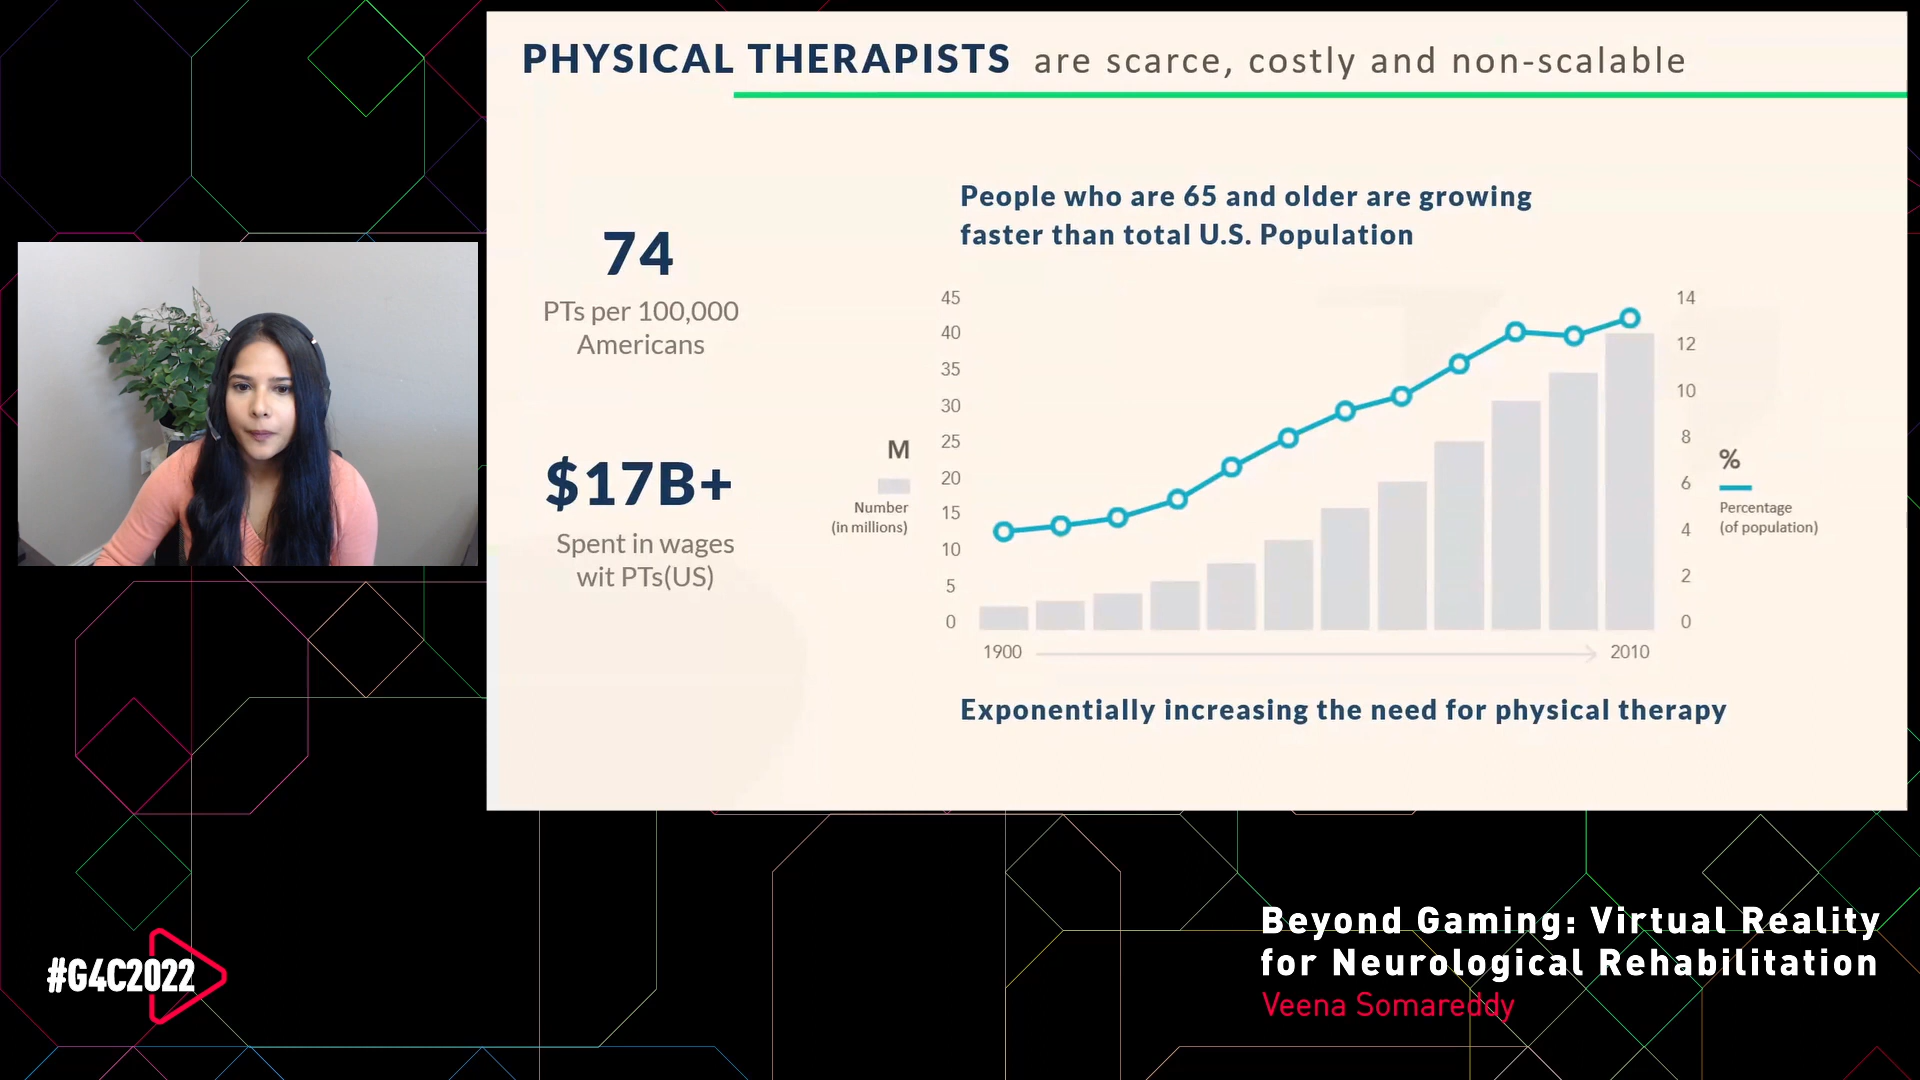 PHYSICAL THERAPISTS are scarce, costly and non-scalable
74
PTs per 100,000
Americans
$17B+
Spent in wages
wit PTs(US)
People who are 65 and older are growing
faster than total U.S. Population
45
40
35
30
25
20
15
10
5
0
M
Number
(in millions)
14
12
10
8
6
4
2
0
%
Percentage
(of population)
1900
2010
Exponentially increasing the need for physical therapy
#G4C2022
Beyond Gaming: Virtual Reality
for Neurological Rehabilitation
Veena Somareddy